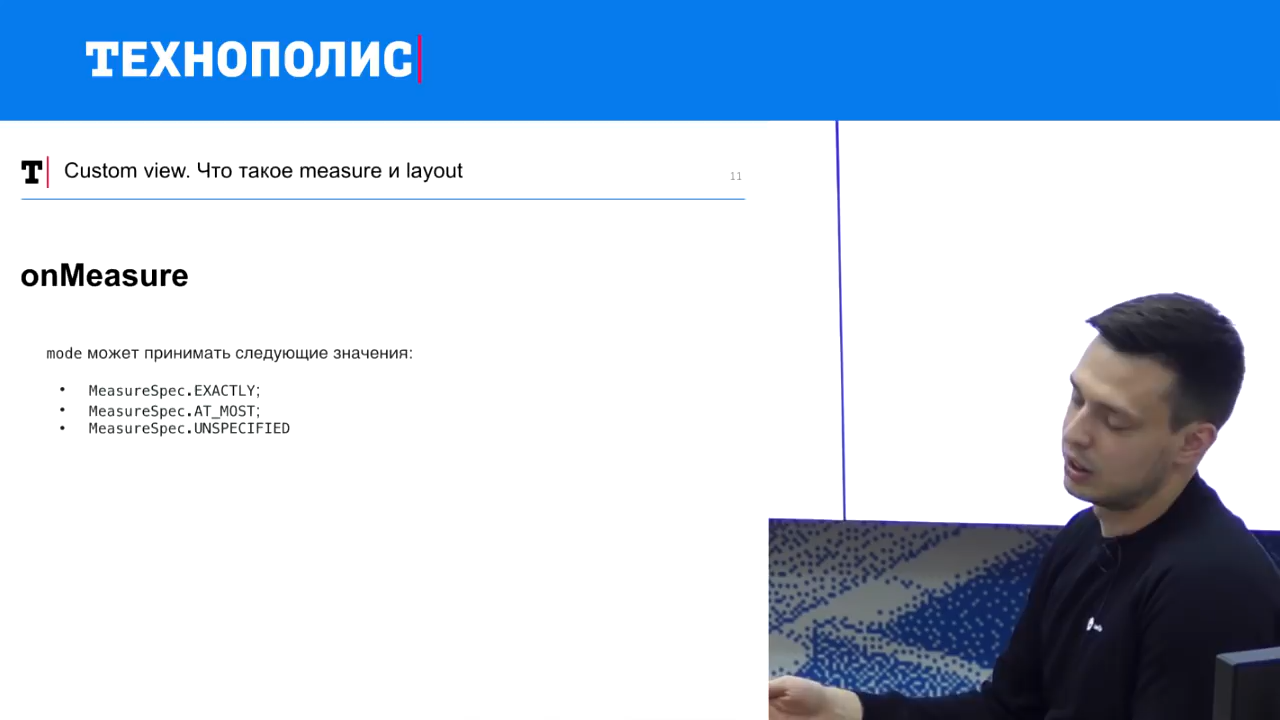 ТЕХНОПОЛИС
Т Custom view. Что такое measure и layout
11
onMeasure
mode может принимать следующие значения:
• MeasureSpec.EXACTLY;
• MeasureSpec.AT_MOST;
• MeasureSpec.UNSPECIFIED